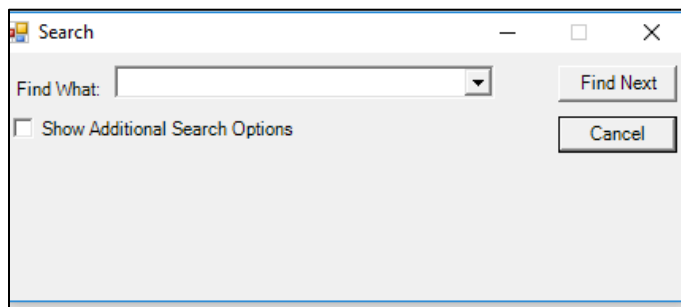 Search
Find What:
Find Next
Show Additional Search Options
Cancel